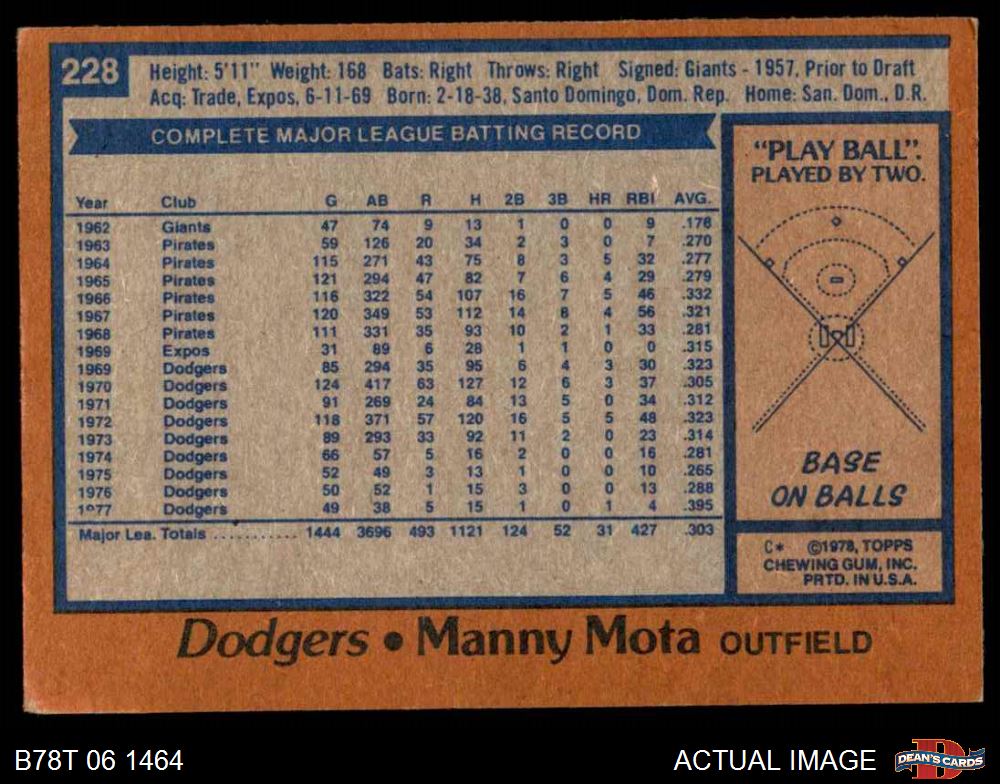 228
Height: 5'11" Weight: 168 Bats: Right Throws: Right Signed: Giants - 1957, Prior to Draft
Acq: Trade, Expos, 6-11-69 Born: 2-18-38, Santo Domingo, Dom. Rep. Home: San. Dom., D.R.
COMPLETE MAJOR LEAGUE BATTING RECORD
Year Club G AB R H 2B 3B HR RBI AVG.
1962 Giants 47 74 9 13 1 0 0 9 .176
1963 Pirates 59 126 20 34 2 3 0 7 .270
1964 Pirates 115 271 43 75 8 3 5 32 .277
1965 Pirates 121 294 47 82 7 6 4 29 .279
1966 Pirates 116 322 54 107 16 7 5 46 .332
1967 Pirates 120 349 53 112 14 8 4 56 .321
1968 Pirates 111 331 35 93 10 2 1 33 .281
1969 Expos 31 89 6 28 1 1 0 0 .315
1969 Dodgers 85 294 35 95 6 4 3 30 .323
1970 Dodgers 124 417 63 127 12 6 3 37 .305
1971 Dodgers 91 269 24 84 13 5 0 34 .312
1972 Dodgers 118 371 57 120 16 5 5 48 .323
1973 Dodgers 89 293 33 92 11 2 0 23 .314
1974 Dodgers 66 57 5 16 2 0 0 16 .281
1975 Dodgers 52 49 3 13 1 0 0 10 .265
1976 Dodgers 50 52 1 15 3 0 0 13 .288
1977 Dodgers 49 38 5 15 1 0 1 4 .395
Major Lea. Totals ........... 1444 3696 493 1121 124 52 31 427 .303
"PLAY BALL".
PLAYED BY TWO.
BASE
ON BALLS
C* ©1978, TOPPS
CHEWING GUM, INC.
PRTD. IN U.S.A.
Dodgers • Manny Mota OUTFIELD
B78T 06 1464
ACTUAL IMAGE
D
DEAN'S CARDS